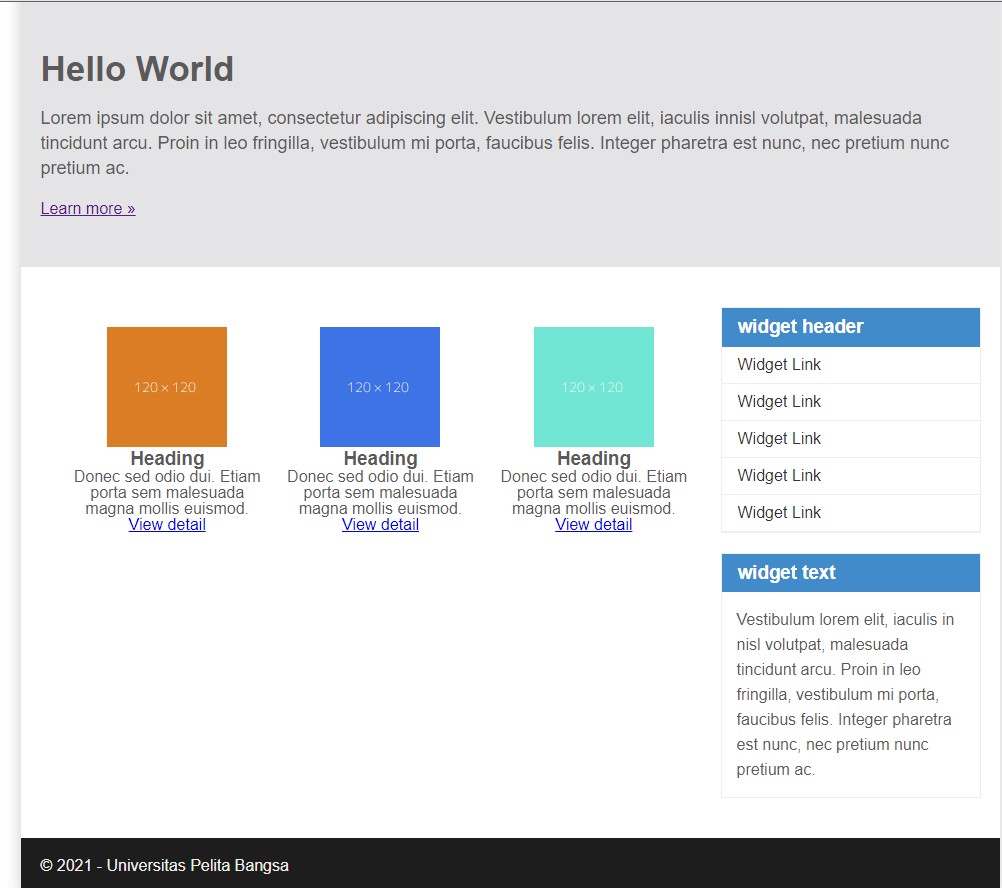 Hello World
Lorem ipsum dolor sit amet, consectetur adipiscing elit. Vestibulum lorem elit, iaculis innisl volutpat, malesuada
tincidunt arcu. Proin in leo fringilla, vestibulum mi porta, faucibus felis. Integer pharetra est nunc, nec pretium nunc
pretium ac.
Learn more »
120 × 120
Heading
Donec sed odio dui. Etiam
porta sem malesuada
magna mollis euismod.
View detail
120 × 120
Heading
Donec sed odio dui. Etiam
porta sem malesuada
magna mollis euismod.
View detail
120 × 120
Heading
Donec sed odio dui. Etiam
porta sem malesuada
magna mollis euismod.
View detail
widget header
Widget Link
Widget Link
Widget Link
Widget Link
Widget Link
widget text
Vestibulum lorem elit, iaculis in
nisl volutpat, malesuada
tincidunt arcu. Proin in leo
fringilla, vestibulum mi porta,
faucibus felis. Integer pharetra
est nunc, nec pretium nunc
pretium ac.
© 2021 - Universitas Pelita Bangsa